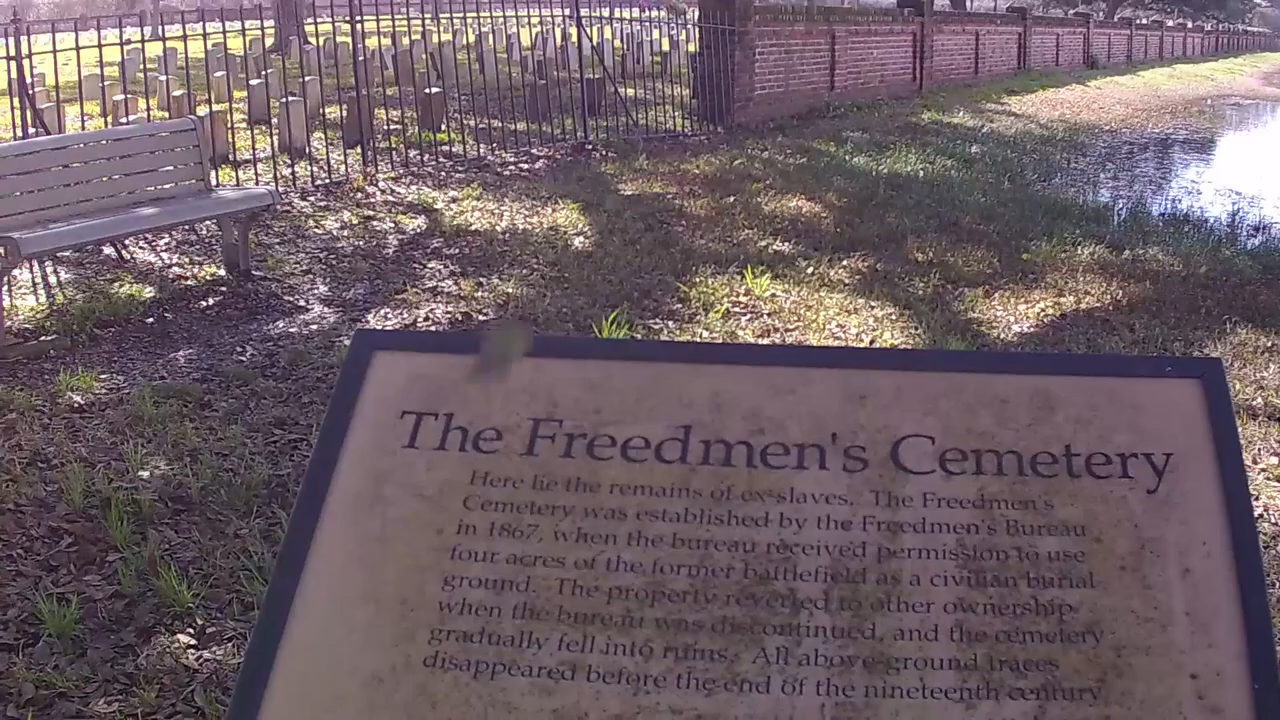 The Freedmen's Cemetery
Here lie the remains of ex-slaves. The Freedmen's
Cemetery was established by the Freedmen's Bureau
in 1867, when the bureau received permission to use
four acres of the former battlefield as a civilian burial
ground. The property reverted to other ownership
when the bureau was discontinued, and the cemetery
gradually fell into ruins. All above-ground traces
disappeared before the end of the nineteenth century